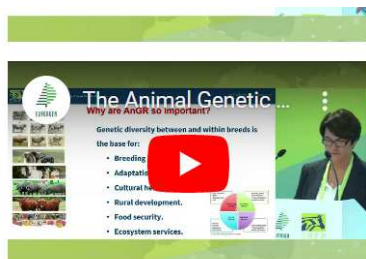 The Animal Genetic ...
EUFORGEN
Why are AnGR so important?
Genetic diversity between and within breeds is
the base for:
• Breeding
• Adaptatio
• Cultural he
• Rural development.
• Food security.
• Ecosystem services.